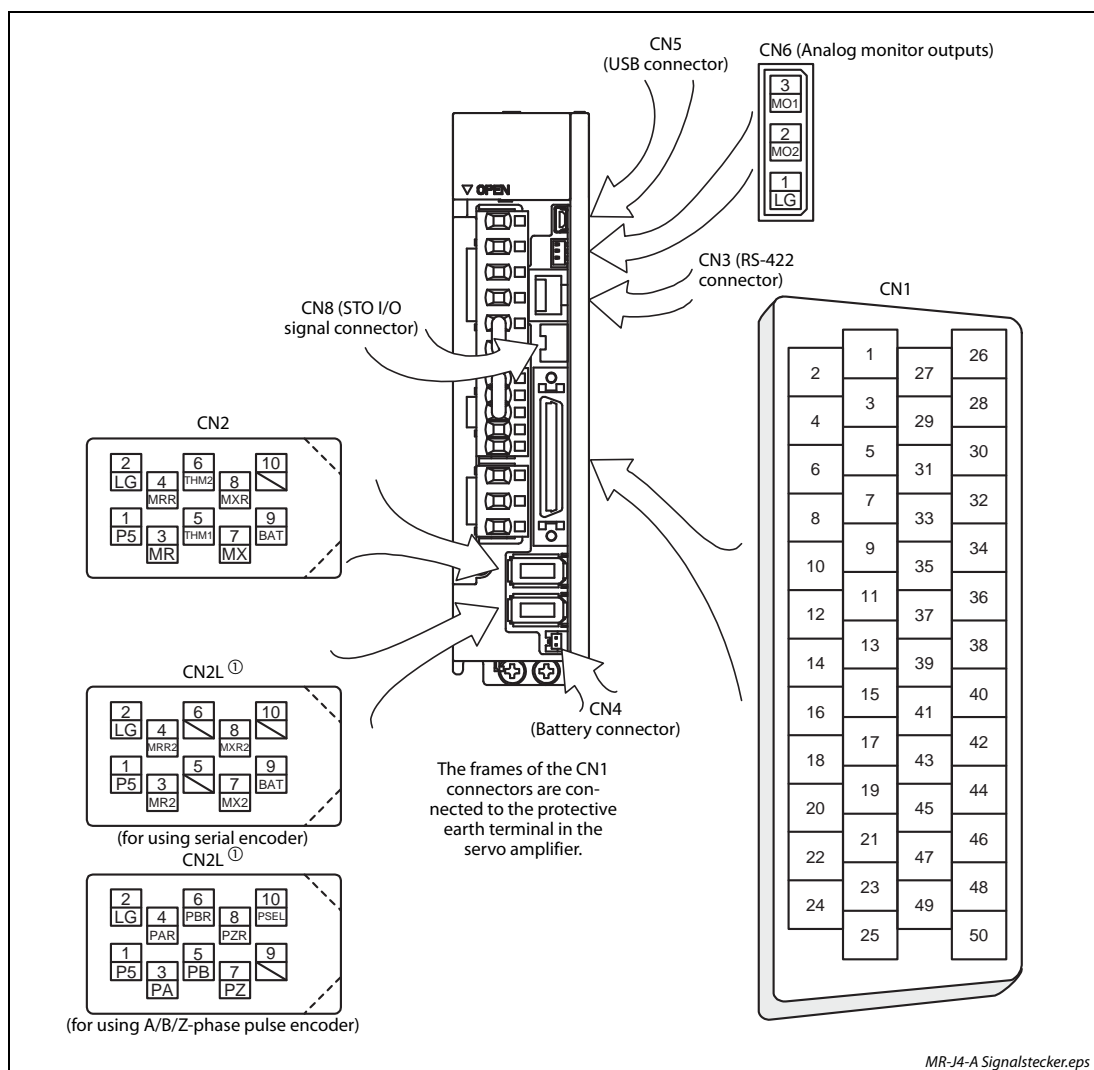 CN5
(USB connector)
CN6 (Analog monitor outputs)
3
MO1
2
MO2
1
LG
▽ OPEN
CN3 (RS-422
connector)
CN8 (STO I/O
signal connector)
CN1
1 26
2 27
3 28
4 29
5 30
6 31
7 32
8 33
9 34
10 35
11 36
12 37
13 38
14 39
15 40
16 41
17 42
18 43
19 44
20 45
21 46
22 47
23 48
24 49
25 50
CN2
2 6 10
LG 4 THM2 8
MRR MXR
1 5 9
P5 3 THM1 7 BAT
MR MX
CN2L ①
2 6 10
LG 4 8
MRR2 MXR2
1 5 9
P5 3 7 BAT
MR2 MX2
(for using serial encoder)
CN2L ①
2 6 10
LG 4 PBR 8 PSEL
PAR PZR
1 5 9
P5 3 PB 7
PA PZ
(for using A/B/Z-phase pulse encoder)
CN4
(Battery connector)
The frames of the CN1
connectors are con-
nected to the protective
earth terminal in the
servo amplifier.
MR-J4-A Signalstecker.eps